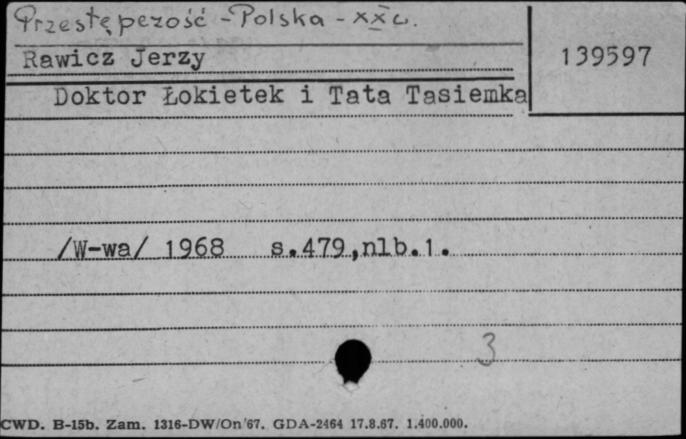 Przestępczość - Polska - XX w.
Rawicz Jerzy
139597
Doktor Łokietek i Tata Tasiemka
/W-wa/ 1968 s.479,nlb.1.
3
CWD. B-15b. Zam. 1316-DW/On'67. GDA-2464 17.8.67. 1.400.000.